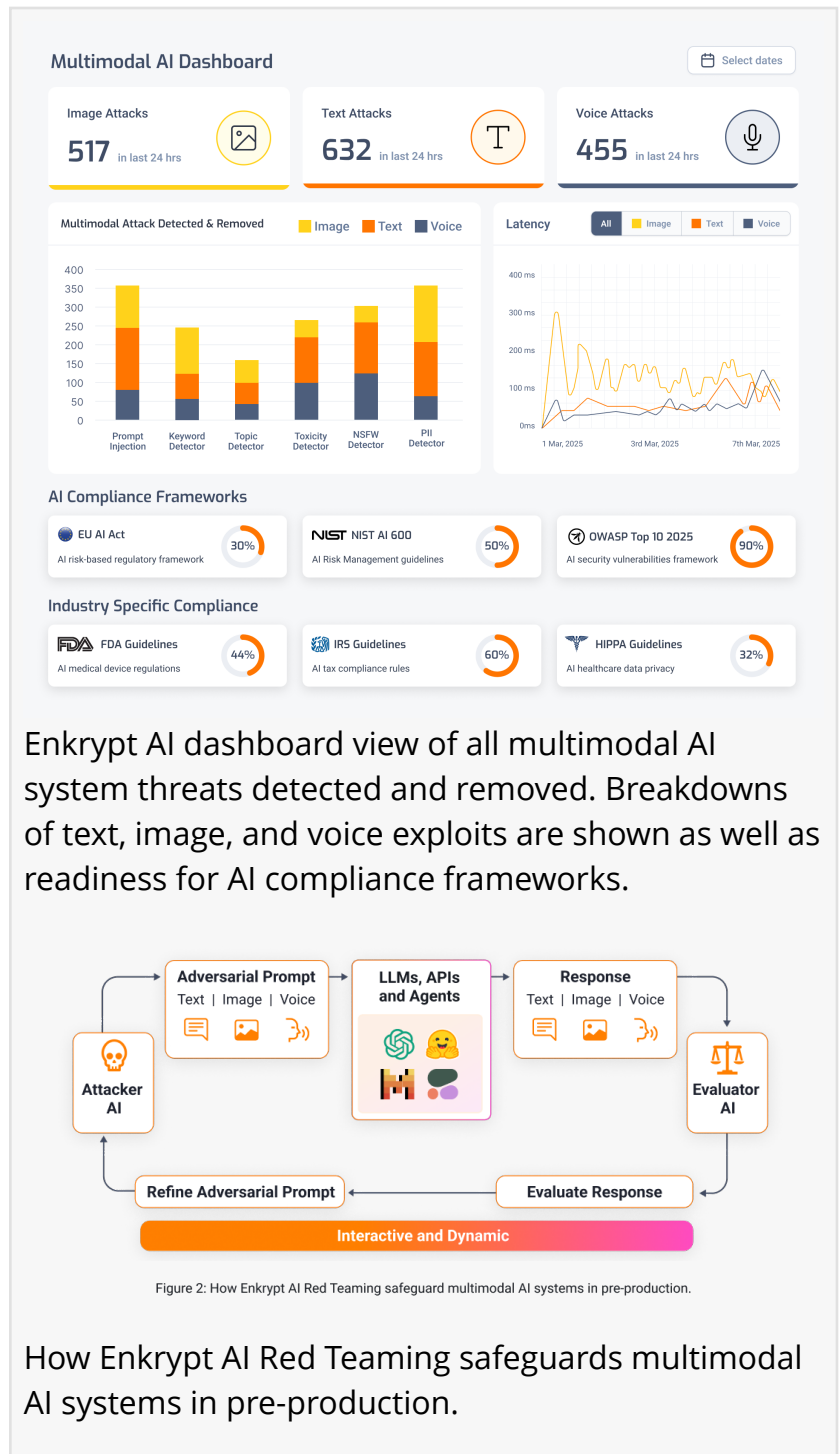 Multimodal AI Dashboard
Select dates
Image Attacks
517 in last 24 hrs
Text Attacks
632 in last 24 hrs
Voice Attacks
455 in last 24 hrs
Multimodal Attack Detected & Removed
Image Text Voice
400
350
300
250
200
150
100
50
0
Prompt Injection
Keyword Detector
Topic Detector
Toxicity Detector
NSFW Detector
PII Detector
Latency
All Image Text Voice
400 ms
300 ms
200 ms
100 ms
0ms
1 Mar, 2025 3rd Mar, 2025 7th Mar, 2025
AI Compliance Frameworks
EU AI Act
AI risk-based regulatory framework
30%
NIST NIST AI 600
AI Risk Management guidelines
50%
OWASP Top 10 2025
AI security vulnerabilities framework
90%
Industry Specific Compliance
FDA FDA Guidelines
AI medical device regulations
44%
IRS Guidelines
AI tax compliance rules
60%
HIPPA Guidelines
AI healthcare data privacy
32%
Enkrypt AI dashboard view of all multimodal AI
system threats detected and removed. Breakdowns
of text, image, and voice exploits are shown as well as
readiness for AI compliance frameworks.
Adversarial Prompt
Text | Image | Voice
LLMs, APIs
and Agents
Response
Text | Image | Voice
Attacker
AI
Evaluator
AI
Refine Adversarial Prompt
Evaluate Response
Interactive and Dynamic
Figure 2: How Enkrypt AI Red Teaming safeguard multimodal AI systems in pre-production.
How Enkrypt AI Red Teaming safeguards multimodal
AI systems in pre-production.